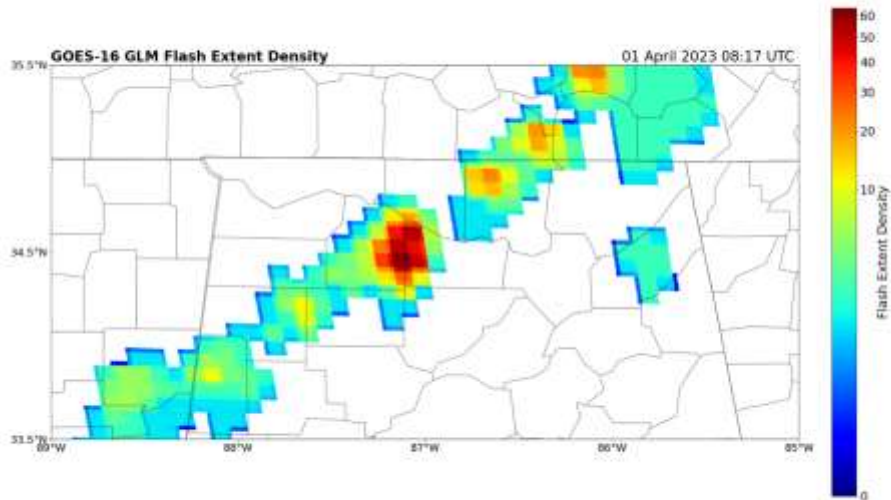 GOES-16 GLM Flash Extent Density
01 April 2023 08:17 UTC
35.5°N
34.5°N
33.5°N
89°W
88°W
87°W
86°W
85°W
60
50
40
30
20
10
0
Flash Extent Density